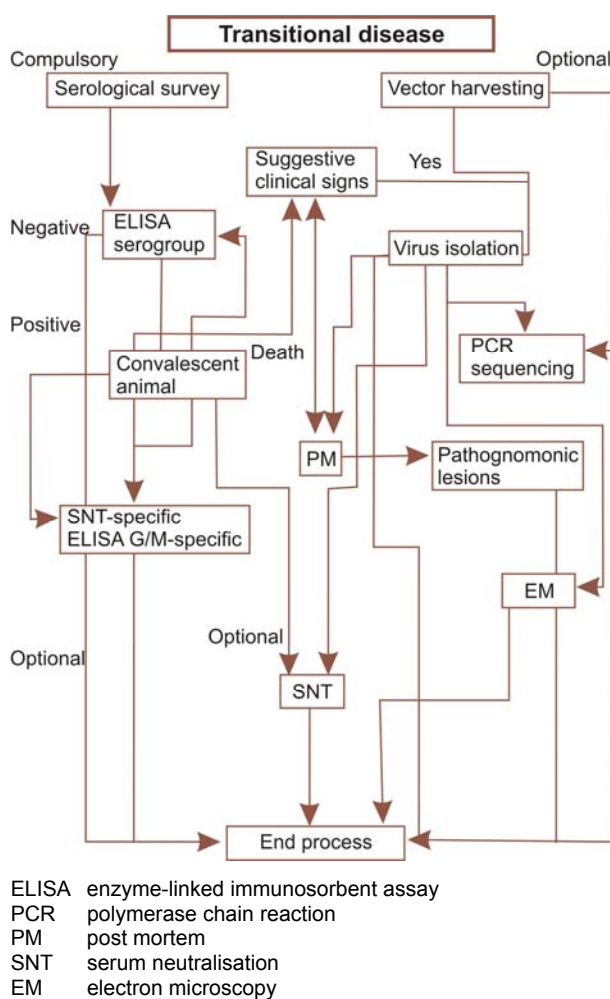 Transitional disease
Compulsory
Optional
Serological survey
Vector harvesting
Suggestive
clinical signs
Yes
Negative
ELISA
serogroup
Virus isolation
Positive
Convalescent
animal
Death
PCR
sequencing
PM
Pathognomonic
lesions
SNT-specific
ELISA G/M-specific
EM
Optional
Optional
SNT
End process
ELISA enzyme-linked immunosorbent assay
PCR polymerase chain reaction
PM post mortem
SNT serum neutralisation
EM electron microscopy